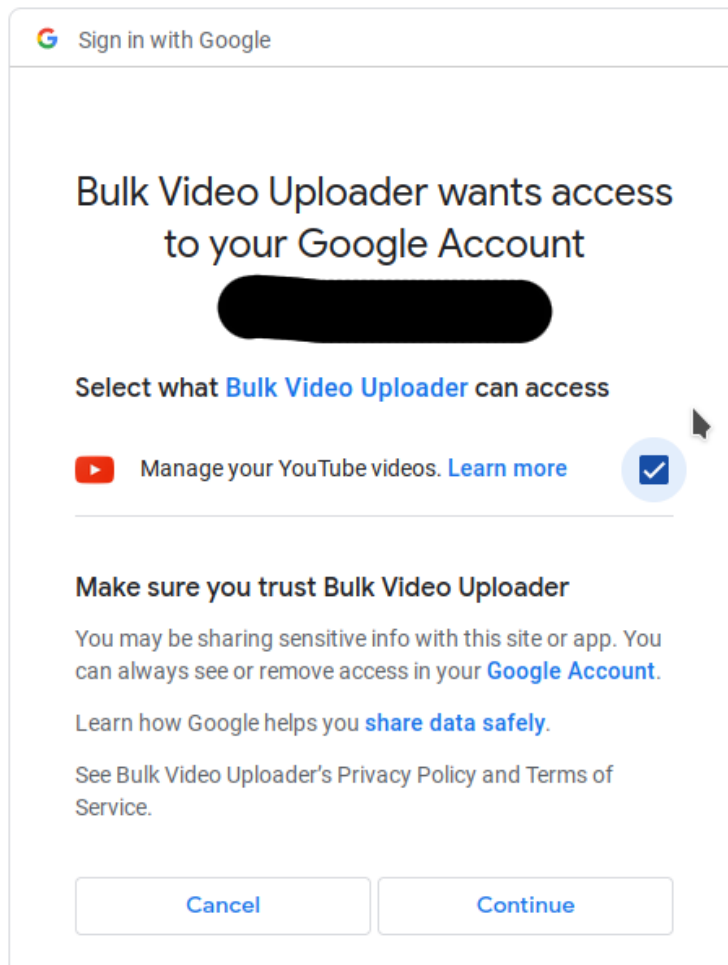 Sign in with Google
Bulk Video Uploader wants access
to your Google Account
Select what Bulk Video Uploader can access
Manage your YouTube videos. Learn more
Make sure you trust Bulk Video Uploader
You may be sharing sensitive info with this site or app. You
can always see or remove access in your Google Account.
Learn how Google helps you share data safely.
See Bulk Video Uploader’s Privacy Policy and Terms of
Service.
Cancel
Continue